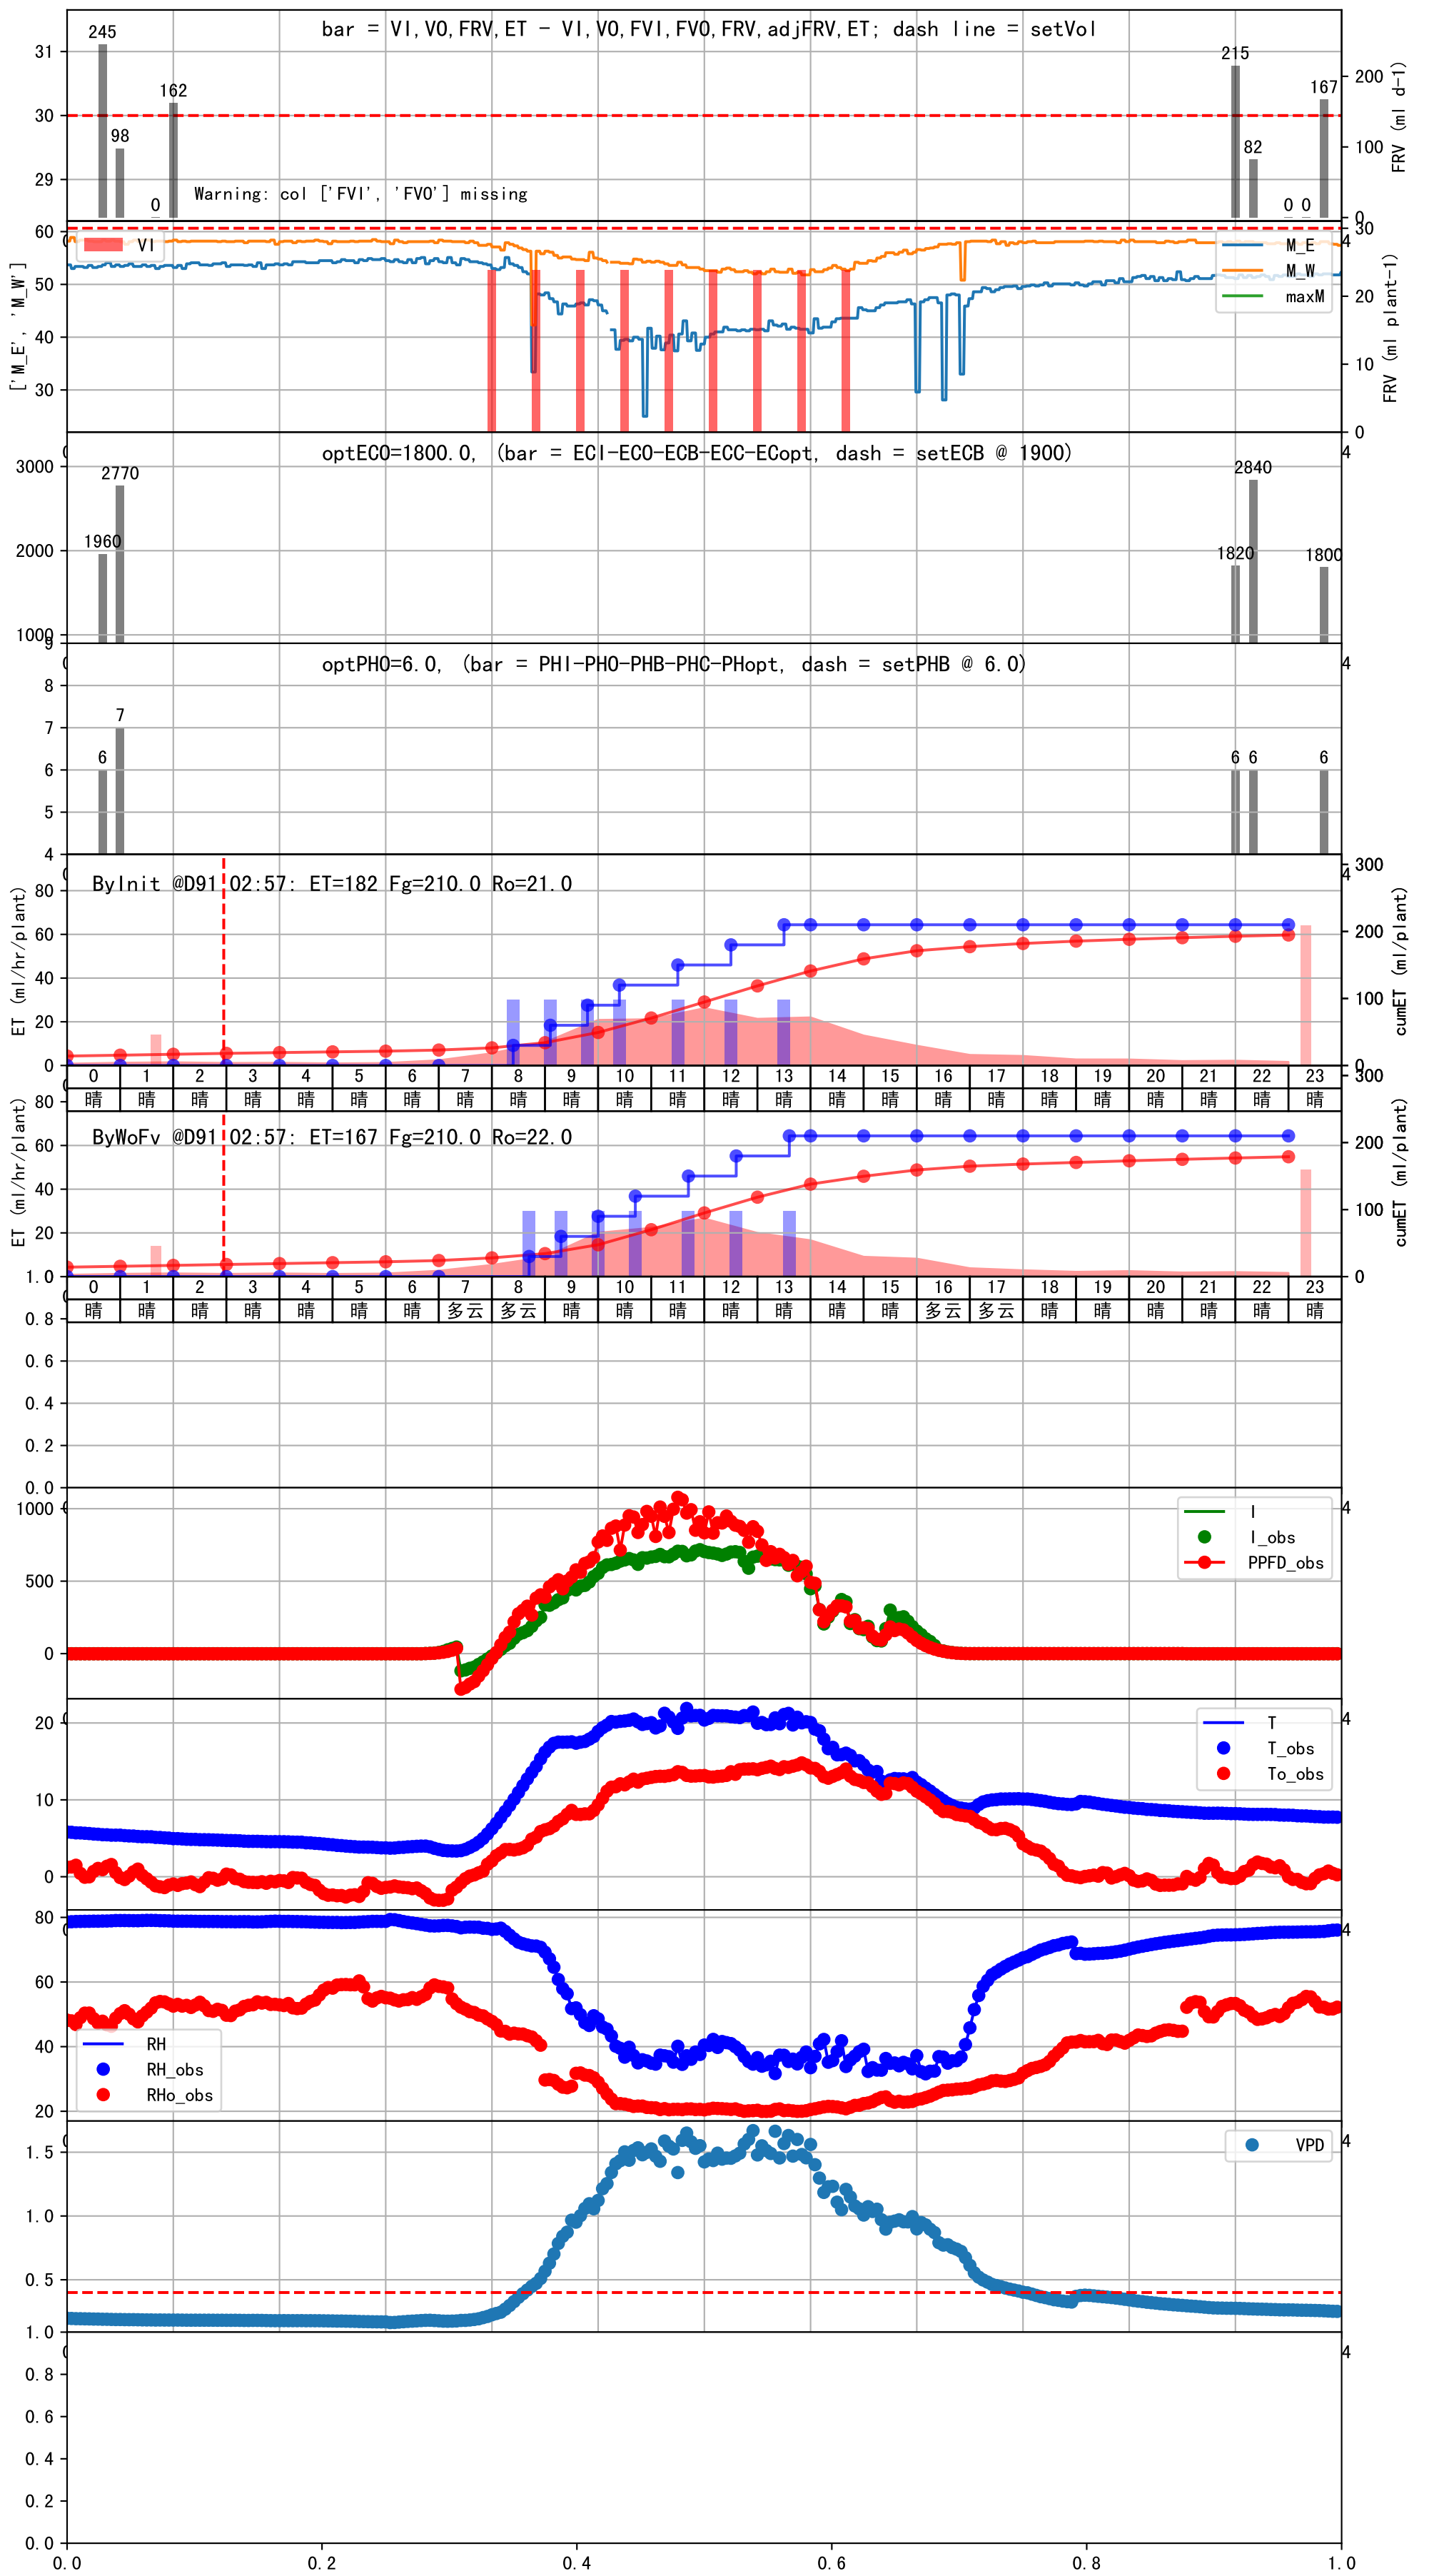 bar = VI,VO,FRV,ET - VI,VO,FVI,FVO,FRV,adjFRV,ET; dash line = setVol
245
98
0
162
215
82
0 0
167
31
30
29
200
100
0
FRV (ml d-1)
Warning: col ['FVI', 'FVO'] missing
VI
M_E
M_W
maxM
60
50
40
30
['M_E', 'M_W']
30
20
10
0
FRV (ml plant-1)
4
optECO=1800.0, (bar = ECI-ECO-ECB-ECC-ECopt, dash = setECB @ 1900)
1960
2770
1820
2840
1800
3000
2000
1000
4
optPHO=6.0, (bar = PHI-PHO-PHB-PHC-PHopt, dash = setPHB @ 6.0)
6
7
6 6
6
9
8
7
6
5
4
4
ByInit @D91 02:57: ET=182 Fg=210.0 Ro=21.0
80
60
40
20
0
ET (ml/hr/plant)
300
200
100
0
cumET (ml/plant)
4
0 1 2 3 4 5 6 7 8 9 10 11 12 13 14 15 16 17 18 19 20 21 22 23
晴 晴 晴 晴 晴 晴 晴 晴 晴 晴 晴 晴 晴 晴 晴 晴 晴 晴 晴 晴 晴 晴 晴 晴
ByWoFv @D91 02:57: ET=167 Fg=210.0 Ro=22.0
80
60
40
20
ET (ml/hr/plant)
300
200
100
0
cumET (ml/plant)
0 1 2 3 4 5 6 7 8 9 10 11 12 13 14 15 16 17 18 19 20 21 22 23
晴 晴 晴 晴 晴 晴 晴 多云 多云 晴 晴 晴 晴 晴 晴 晴 多云 多云 晴 晴 晴 晴 晴 晴
1.0
0.8
0.6
0.4
0.2
0.0
1000
500
0
I
I_obs
PPFD_obs
4
20
10
0
T
T_obs
To_obs
4
80
60
40
20
RH
RH_obs
RHo_obs
4
1.5
1.0
0.5
VPD
4
1.0
0.8
0.6
0.4
0.2
0.0
4
0.0 0.2 0.4 0.6 0.8 1.0